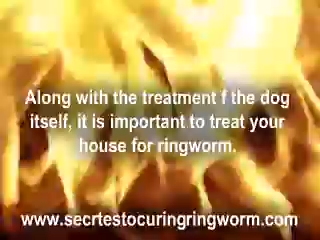 Along with the treatment f the dog
itself, it is important to treat your
house for ringworm.
www.secrtestocuringringworm.com